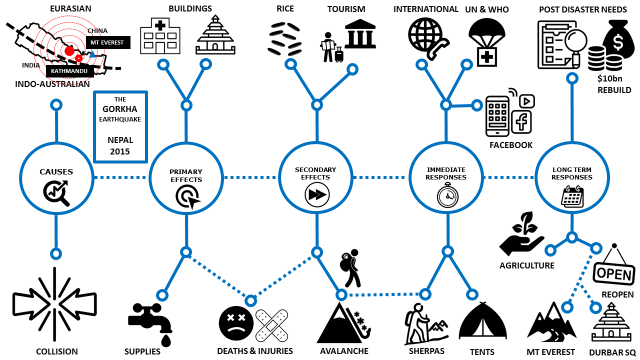 EURASIAN
CHINA
MT EVEREST
INDIA
KATHMANDU
INDO-AUSTRALIAN
BUILDINGS
RICE
TOURISM
INTERNATIONAL
UN & WHO
POST DISASTER NEEDS
$
$10bn
REBUILD
THE
GORKHA
EARTHQUAKE
NEPAL
2015
FACEBOOK
CAUSES
PRIMARY
EFFECTS
SECONDARY
EFFECTS
IMMEDIATE
RESPONSES
LONG TERM
RESPONSES
AGRICULTURE
OPEN
REOPEN
COLLISION
SUPPLIES
DEATHS & INJURIES
AVALANCHE
SHERPAS
TENTS
MT EVEREST
DURBAR SQ